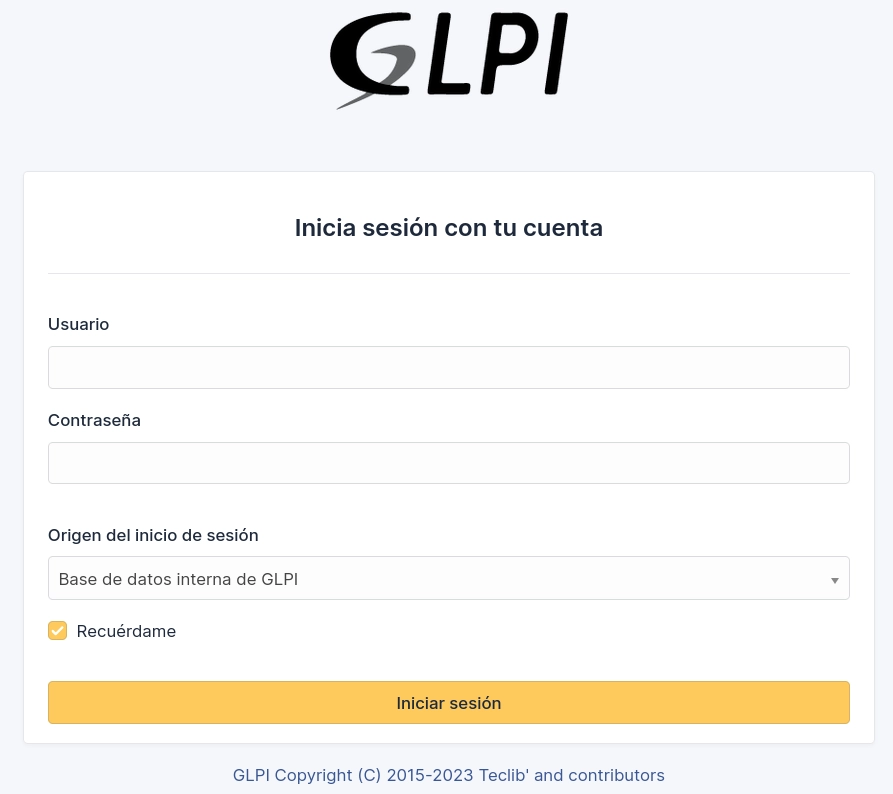 GLPI
Inicia sesión con tu cuenta
Usuario
Contraseña
Origen del inicio de sesión
Base de datos interna de GLPI
Recuérdame
Iniciar sesión
GLPI Copyright (C) 2015-2023 Teclib' and contributors